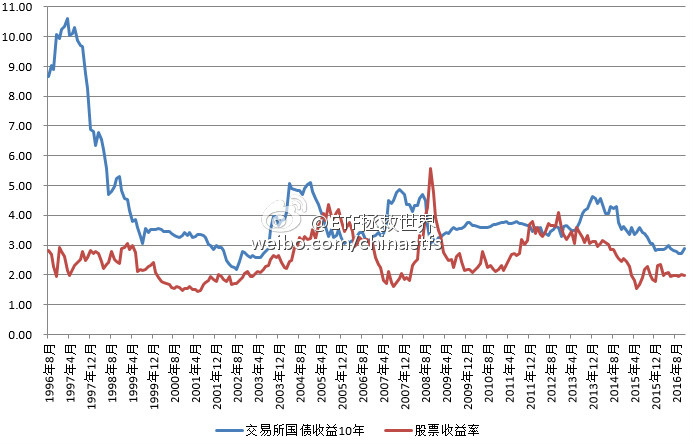 11.00
10.00
9.00
8.00
7.00
6.00
5.00
4.00
3.00
2.00
1.00
0.00
@ETF拯救世界
weibo.com/chinaetfs
1996年8月
1997年4月
1997年12月
1998年8月
1999年4月
1999年12月
2000年8月
2001年4月
2001年12月
2002年8月
2003年4月
2003年12月
2004年8月
2005年4月
2005年12月
2006年8月
2007年4月
2007年12月
2008年8月
2009年4月
2009年12月
2010年8月
2011年4月
2011年12月
2012年8月
2013年4月
2013年12月
2014年8月
2015年4月
2015年12月
2016年8月
交易所国债收益10年
股票收益率